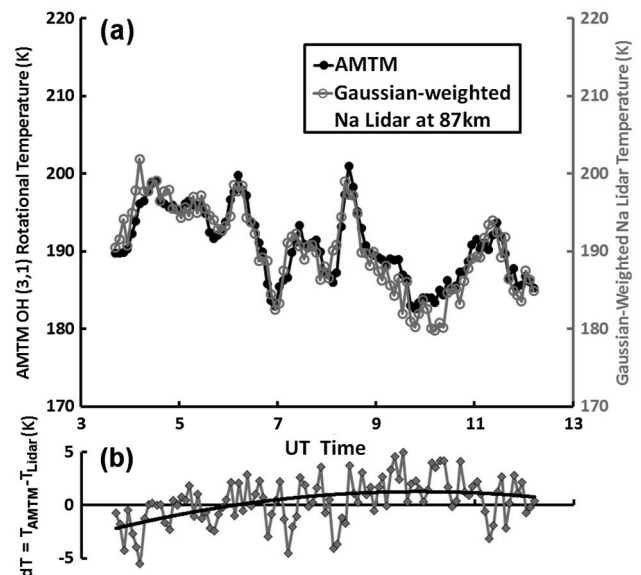 (a)
AMTM
Gaussian-weighted
Na Lidar at 87km
AMTM OH (3,1) Rotational Temperature (K)
220
210
200
190
180
170
Gaussian-Weighted Na Lidar Temperature (K)
220
210
200
190
180
170
3
5
7
9
11
13
UT Time
(b)
dT = TAMTM-TLidar (K)
5
0
-5